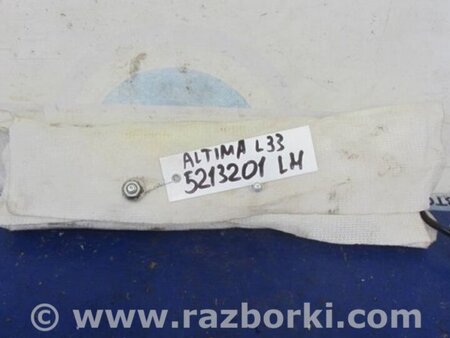 ALTIMA L33
5213201 LH
© www.razborki.com